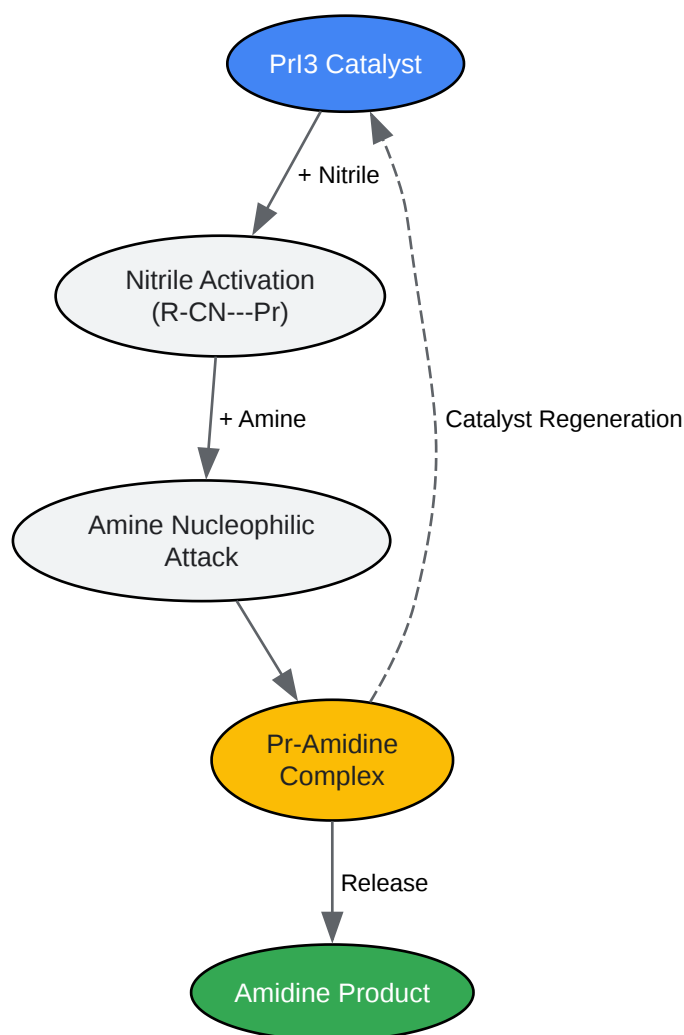 PrI3 Catalyst
+ Nitrile
Nitrile Activation
(R-CN---Pr)
+ Amine
Catalyst Regeneration
Amine Nucleophilic
Attack
Pr-Amidine
Complex
Release
Amidine Product